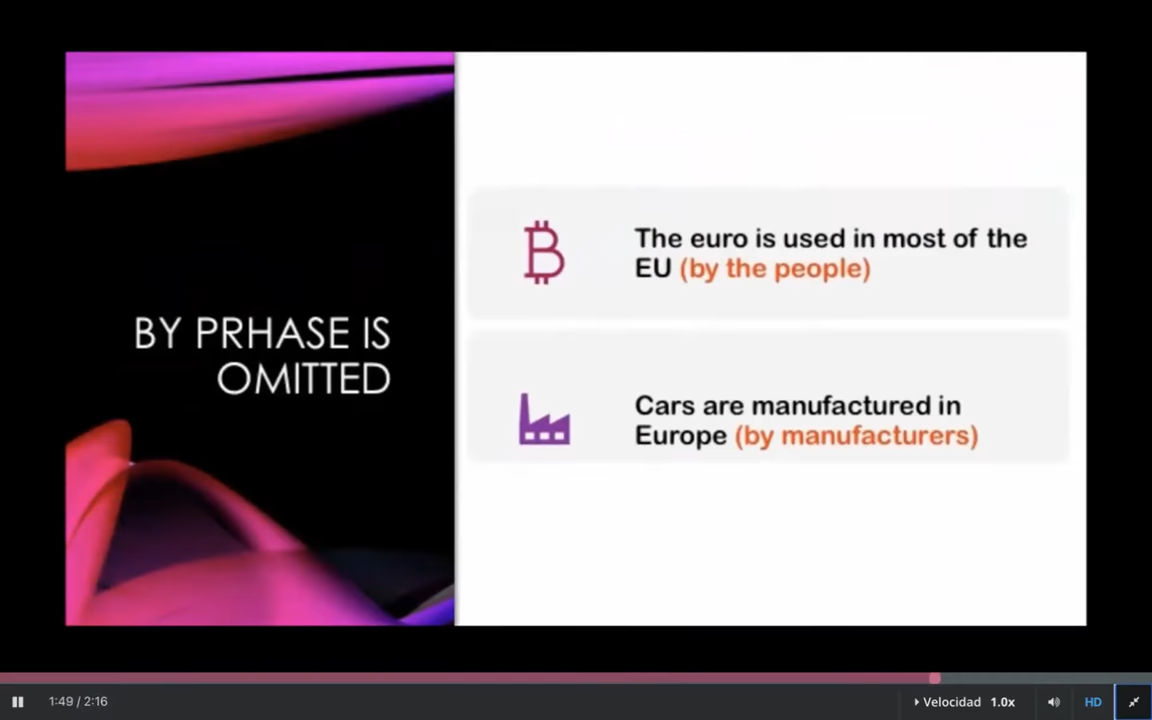 BY PRHASE IS
OMITTED
The euro is used in most of the
EU (by the people)
Cars are manufactured in
Europe (by manufacturers)
1:49 / 2:16
Velocidad 1.0x
HD